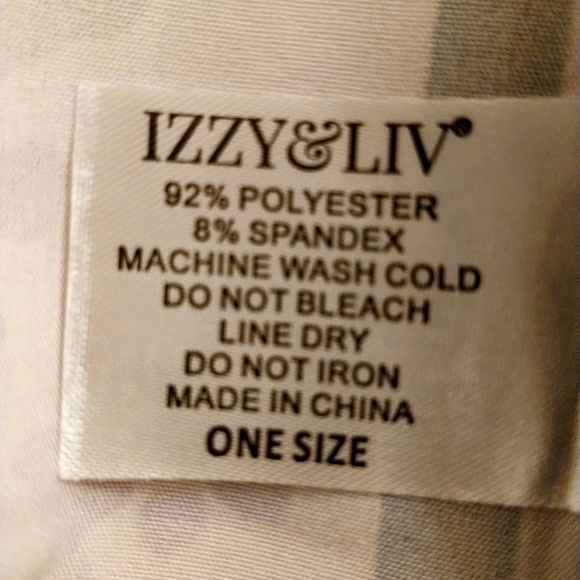 IZZY&LIV®
92% POLYESTER
8% SPANDEX
MACHINE WASH COLD
DO NOT BLEACH
LINE DRY
DO NOT IRON
MADE IN CHINA
ONE SIZE